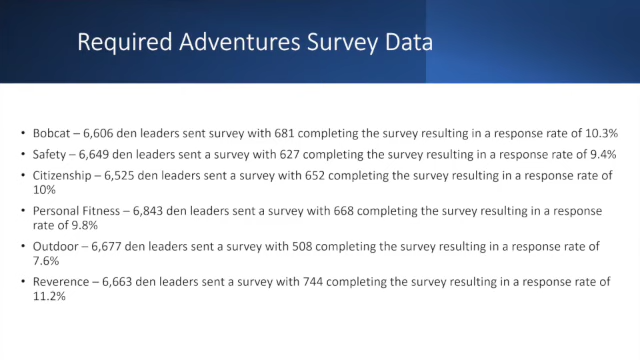 Required Adventures Survey Data
• Bobcat – 6,606 den leaders sent survey with 681 completing the survey resulting in a response rate of 10.3%
• Safety – 6,649 den leaders sent a survey with 627 completing the survey resulting in a response rate of 9.4%
• Citizenship – 6,525 den leaders sent a survey with 652 completing the survey resulting in a response rate of
10%
• Personal Fitness – 6,843 den leaders sent a survey with 668 completing the survey resulting in a response
rate of 9.8%
• Outdoor – 6,677 den leaders sent a survey with 508 completing the survey resulting in a response rate of
7.6%
• Reverence – 6,663 den leaders sent a survey with 744 completing the survey resulting in a response rate of
11.2%